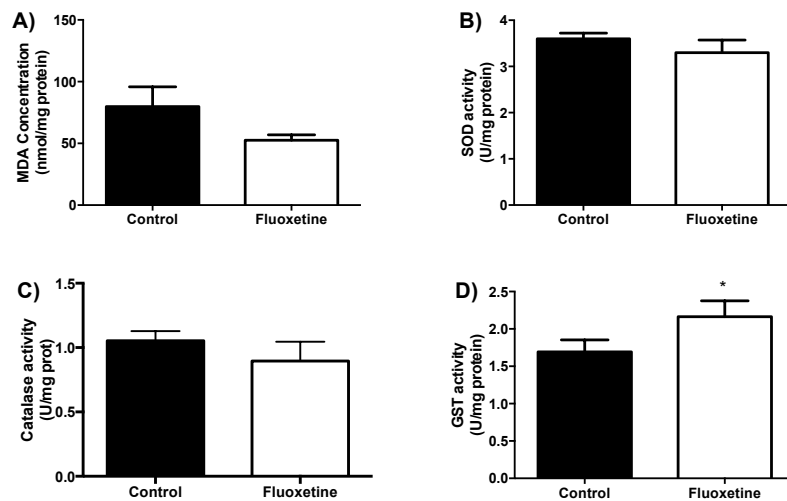 A)
MDA Concentration
(nmol/mg protein)
150
100
50
0
Control Fluoxetine
B)
SOD activity
(U/mg protein)
4
3
2
1
0
Control Fluoxetine
C)
Catalase activity
(U/mg prot)
1.5
1.0
0.5
0.0
Control Fluoxetine
D)
GST activity
(U/mg protein)
2.5
2.0
1.5
1.0
0.5
0.0
*
Control Fluoxetine